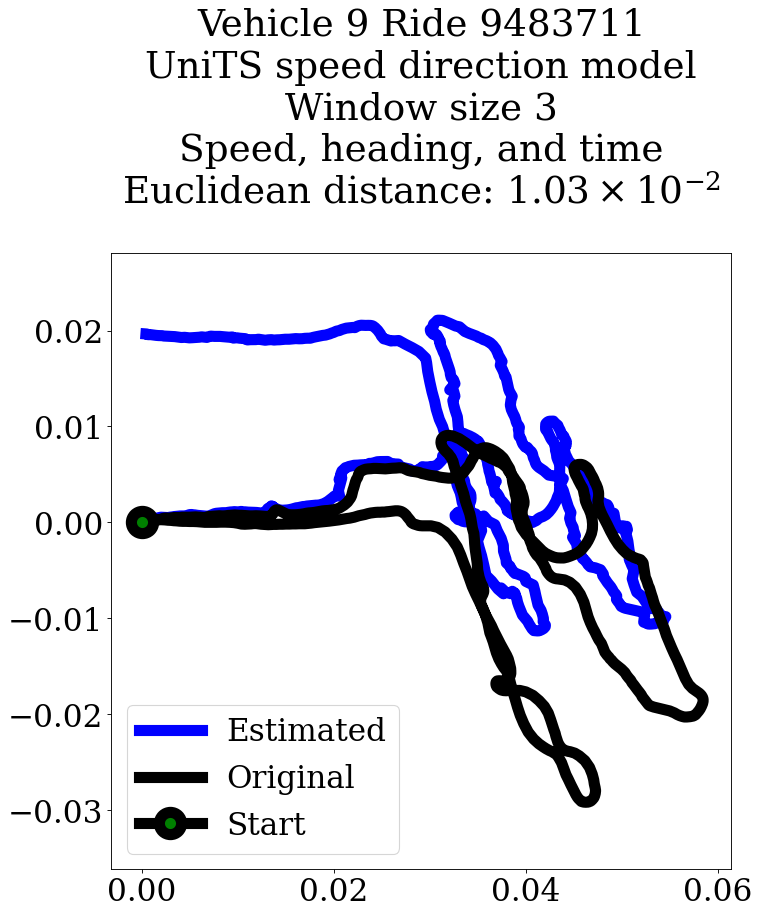 Vehicle 9 Ride 9483711
UniTS speed direction model
Window size 3
Speed, heading, and time
Euclidean distance: 1.03 × 10⁻²
0.02
0.01
0.00
−0.01
−0.02
−0.03
Estimated
Original
Start
0.00 0.02 0.04 0.06